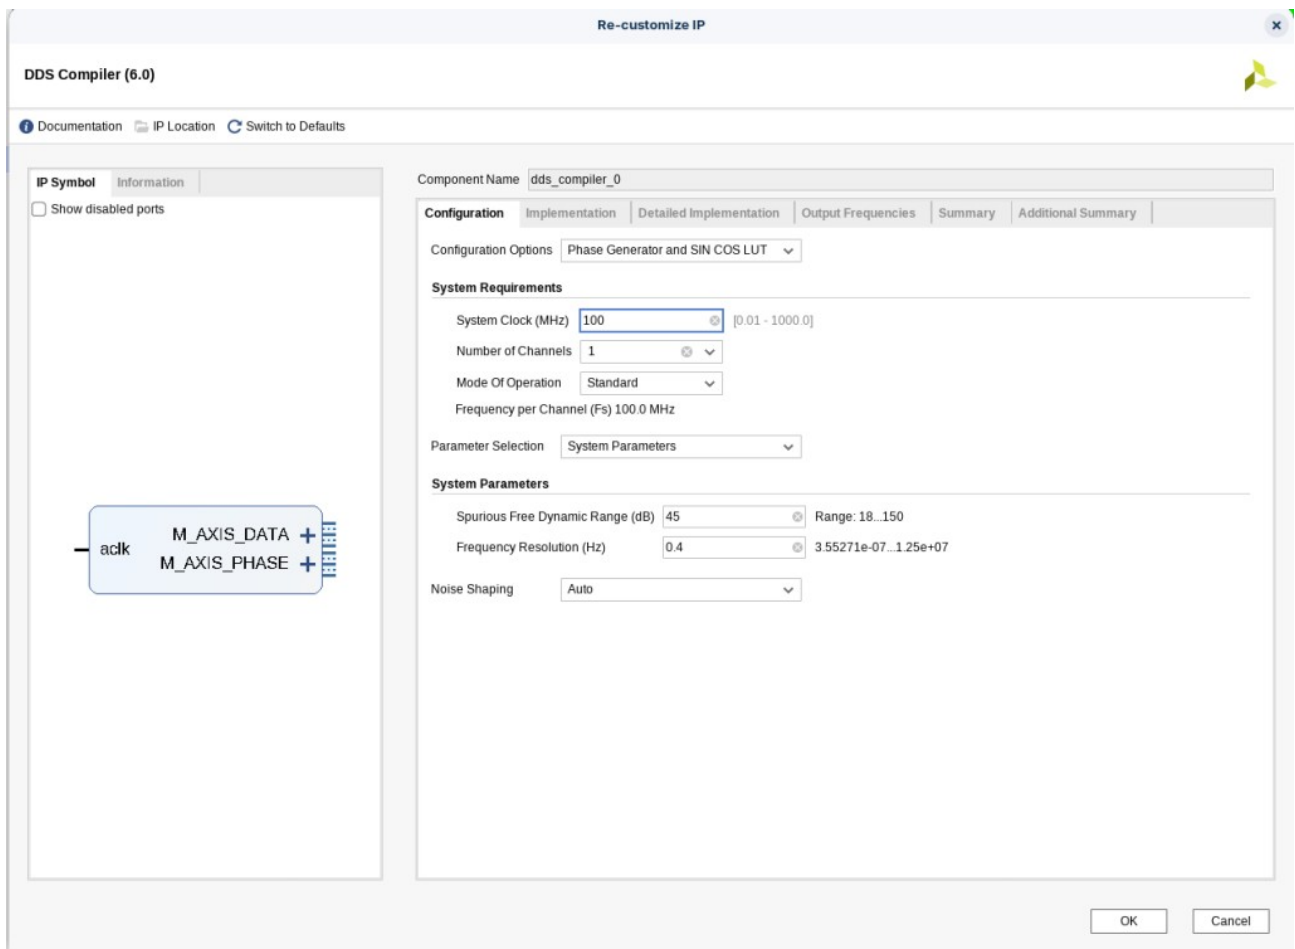 Re-customize IP
DDS Compiler (6.0)
Documentation IP Location Switch to Defaults
IP Symbol Information
Show disabled ports
aclk
M_AXIS_DATA
M_AXIS_PHASE
Component Name dds_compiler_0
Configuration Implementation Detailed Implementation Output Frequencies Summary Additional Summary
Configuration Options Phase Generator and SIN COS LUT
System Requirements
System Clock (MHz) 100 [0.01 - 1000.0]
Number of Channels 1
Mode Of Operation Standard
Frequency per Channel (Fs) 100.0 MHz
Parameter Selection System Parameters
System Parameters
Spurious Free Dynamic Range (dB) 45 Range: 18...150
Frequency Resolution (Hz) 0.4 3.55271e-07...1.25e+07
Noise Shaping Auto
OK Cancel